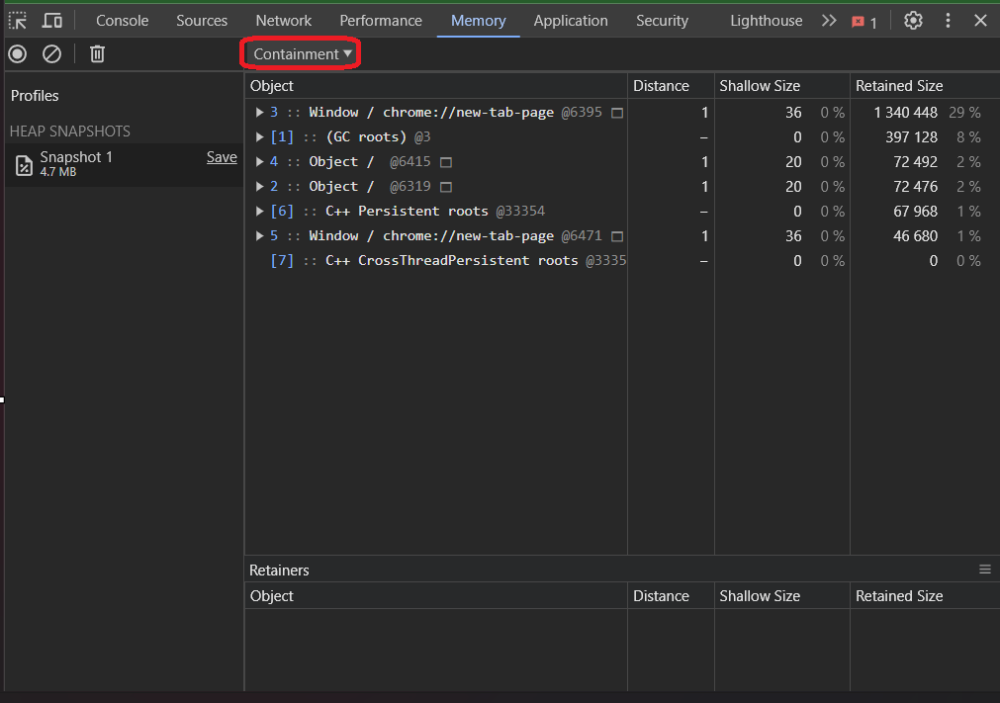 Console Sources Network Performance Memory Application Security Lighthouse 1
Containment
Profiles
HEAP SNAPSHOTS
Snapshot 1 Save
4.7 MB
Object Distance Shallow Size Retained Size
3 :: Window / chrome://new-tab-page @6395 1 36 0 % 1 340 448 29 %
[1] :: (GC roots) @3 – 0 0 % 397 128 8 %
4 :: Object / @6415 1 20 0 % 72 492 2 %
2 :: Object / @6319 1 20 0 % 72 476 2 %
[6] :: C++ Persistent roots @33354 – 0 0 % 67 968 1 %
5 :: Window / chrome://new-tab-page @6471 1 36 0 % 46 680 1 %
[7] :: C++ CrossThreadPersistent roots @3335 – 0 0 % 0 0 %
Retainers
Object Distance Shallow Size Retained Size